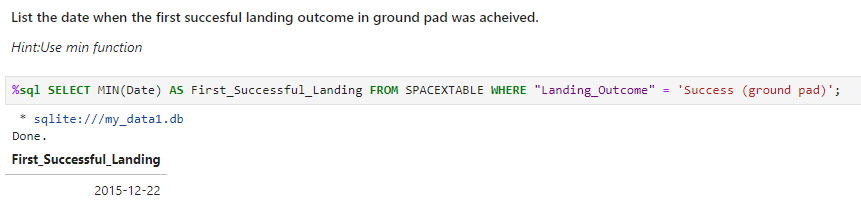 List the date when the first succesful landing outcome in ground pad was acheived.
Hint:Use min function
%sql SELECT MIN(Date) AS First_Successful_Landing FROM SPACEXTABLE WHERE "Landing_Outcome" = 'Success (ground pad)';
* sqlite:///my_data1.db
Done.
First_Successful_Landing
2015-12-22